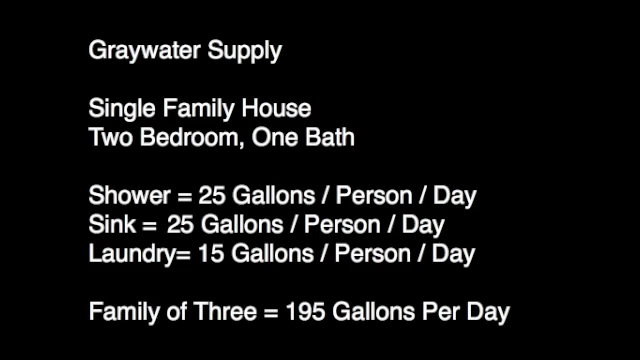 Graywater Supply
Single Family House
Two Bedroom, One Bath
Shower = 25 Gallons / Person / Day
Sink = 25 Gallons / Person / Day
Laundry= 15 Gallons / Person / Day
Family of Three = 195 Gallons Per Day